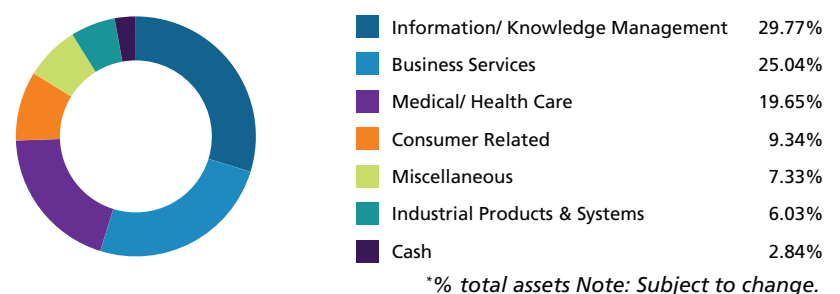 Information/ Knowledge Management 29.77%
Business Services 25.04%
Medical/ Health Care 19.65%
Consumer Related 9.34%
Miscellaneous 7.33%
Industrial Products & Systems 6.03%
Cash 2.84%
*% total assets Note: Subject to change.